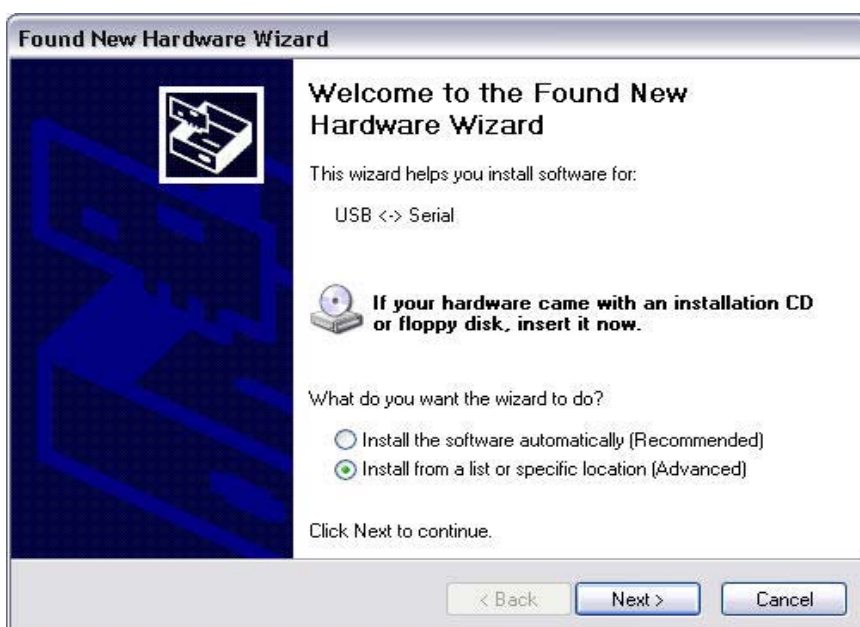 Found New Hardware Wizard
Welcome to the Found New
Hardware Wizard
This wizard helps you install software for:
USB <-> Serial
If your hardware came with an installation CD
or floppy disk, insert it now.
What do you want the wizard to do?
Install the software automatically (Recommended)
Install from a list or specific location (Advanced)
Click Next to continue.
< Back
Next >
Cancel